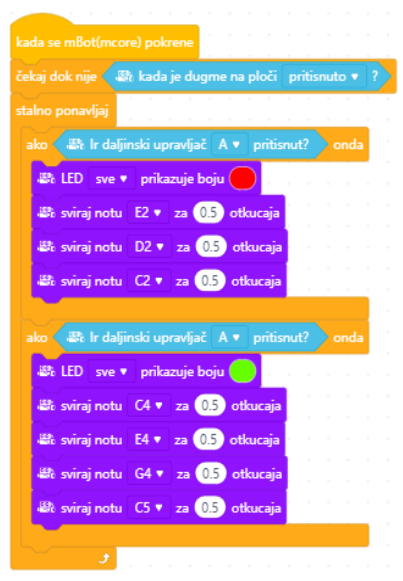 kada se mBot(mcore) pokrene
čekaj dok nije kada je dugme na ploči pritisnuto ?
stalno ponavljaj
ako Ir daljinski upravljač A pritisnut? onda
LED sve prikazuje boju
sviraj notu E2 za 0.5 otkucaja
sviraj notu D2 za 0.5 otkucaja
sviraj notu C2 za 0.5 otkucaja
ako Ir daljinski upravljač A pritisnut? onda
LED sve prikazuje boju
sviraj notu C4 za 0.5 otkucaja
sviraj notu E4 za 0.5 otkucaja
sviraj notu G4 za 0.5 otkucaja
sviraj notu C5 za 0.5 otkucaja